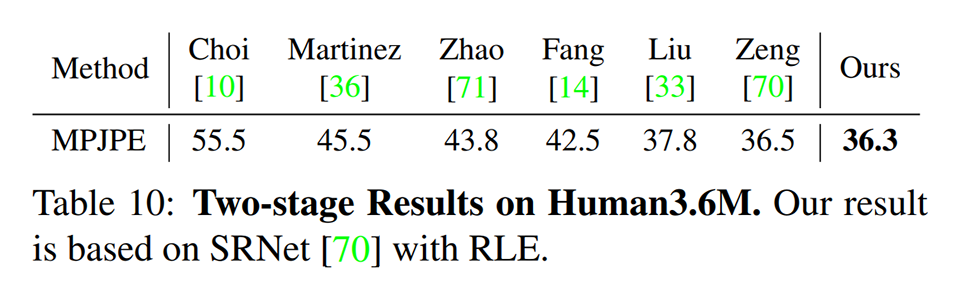 Method Choi Martinez Zhao Fang Liu Zeng Ours
[10] [36] [71] [14] [33] [70]
MPJPE 55.5 45.5 43.8 42.5 37.8 36.5 36.3
Table 10: Two-stage Results on Human3.6M. Our result
is based on SRNet [70] with RLE.